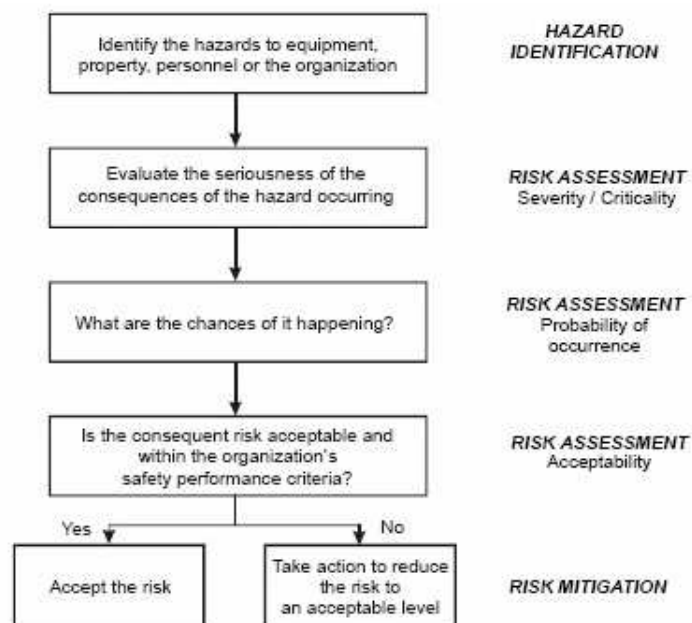 Identify the hazards to equipment,
property, personnel or the organization
HAZARD
IDENTIFICATION
Evaluate the seriousness of the
consequences of the hazard occurring
RISK ASSESSMENT
Severity / Criticality
What are the chances of it happening?
RISK ASSESSMENT
Probability of
occurrence
Is the consequent risk acceptable and
within the organization's
safety performance criteria?
RISK ASSESSMENT
Acceptability
Yes
No
Accept the risk
Take action to reduce
the risk to
an acceptable level
RISK MITIGATION